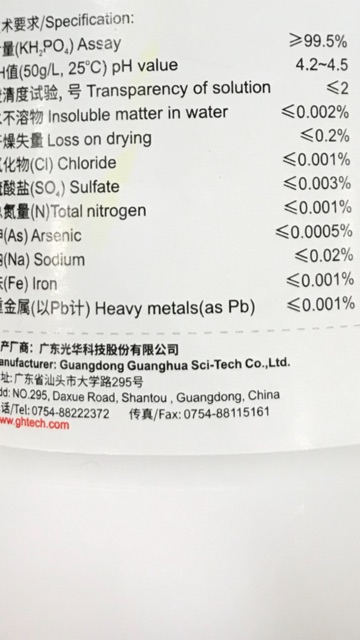 术要求/Specification:
量(KH₂PO₄) Assay ≥99.5%
H值(50g/L, 25℃) pH value 4.2~4.5
清度试验, 号 Transparency of solution ≤2
不溶物 Insoluble matter in water ≤0.002%
燥失量 Loss on drying ≤0.2%
化物(Cl) Chloride ≤0.001%
酸盐(SO₄) Sulfate ≤0.003%
氮量(N)Total nitrogen ≤0.001%
(As) Arsenic ≤0.0005%
(Na) Sodium ≤0.02%
(Fe) Iron ≤0.001%
金属(以Pb计) Heavy metals(as Pb) ≤0.001%
产厂商：广东光华科技股份有限公司
anufacturer: Guangdong Guanghua Sci-Tech Co.,Ltd.
址:广东省汕头市大学路295号
dd: NO.295, Daxue Road, Shantou , Guangdong, China
话/Tel: 0754-88222372 传真/Fax: 0754-88115161
ww.ghtech.com